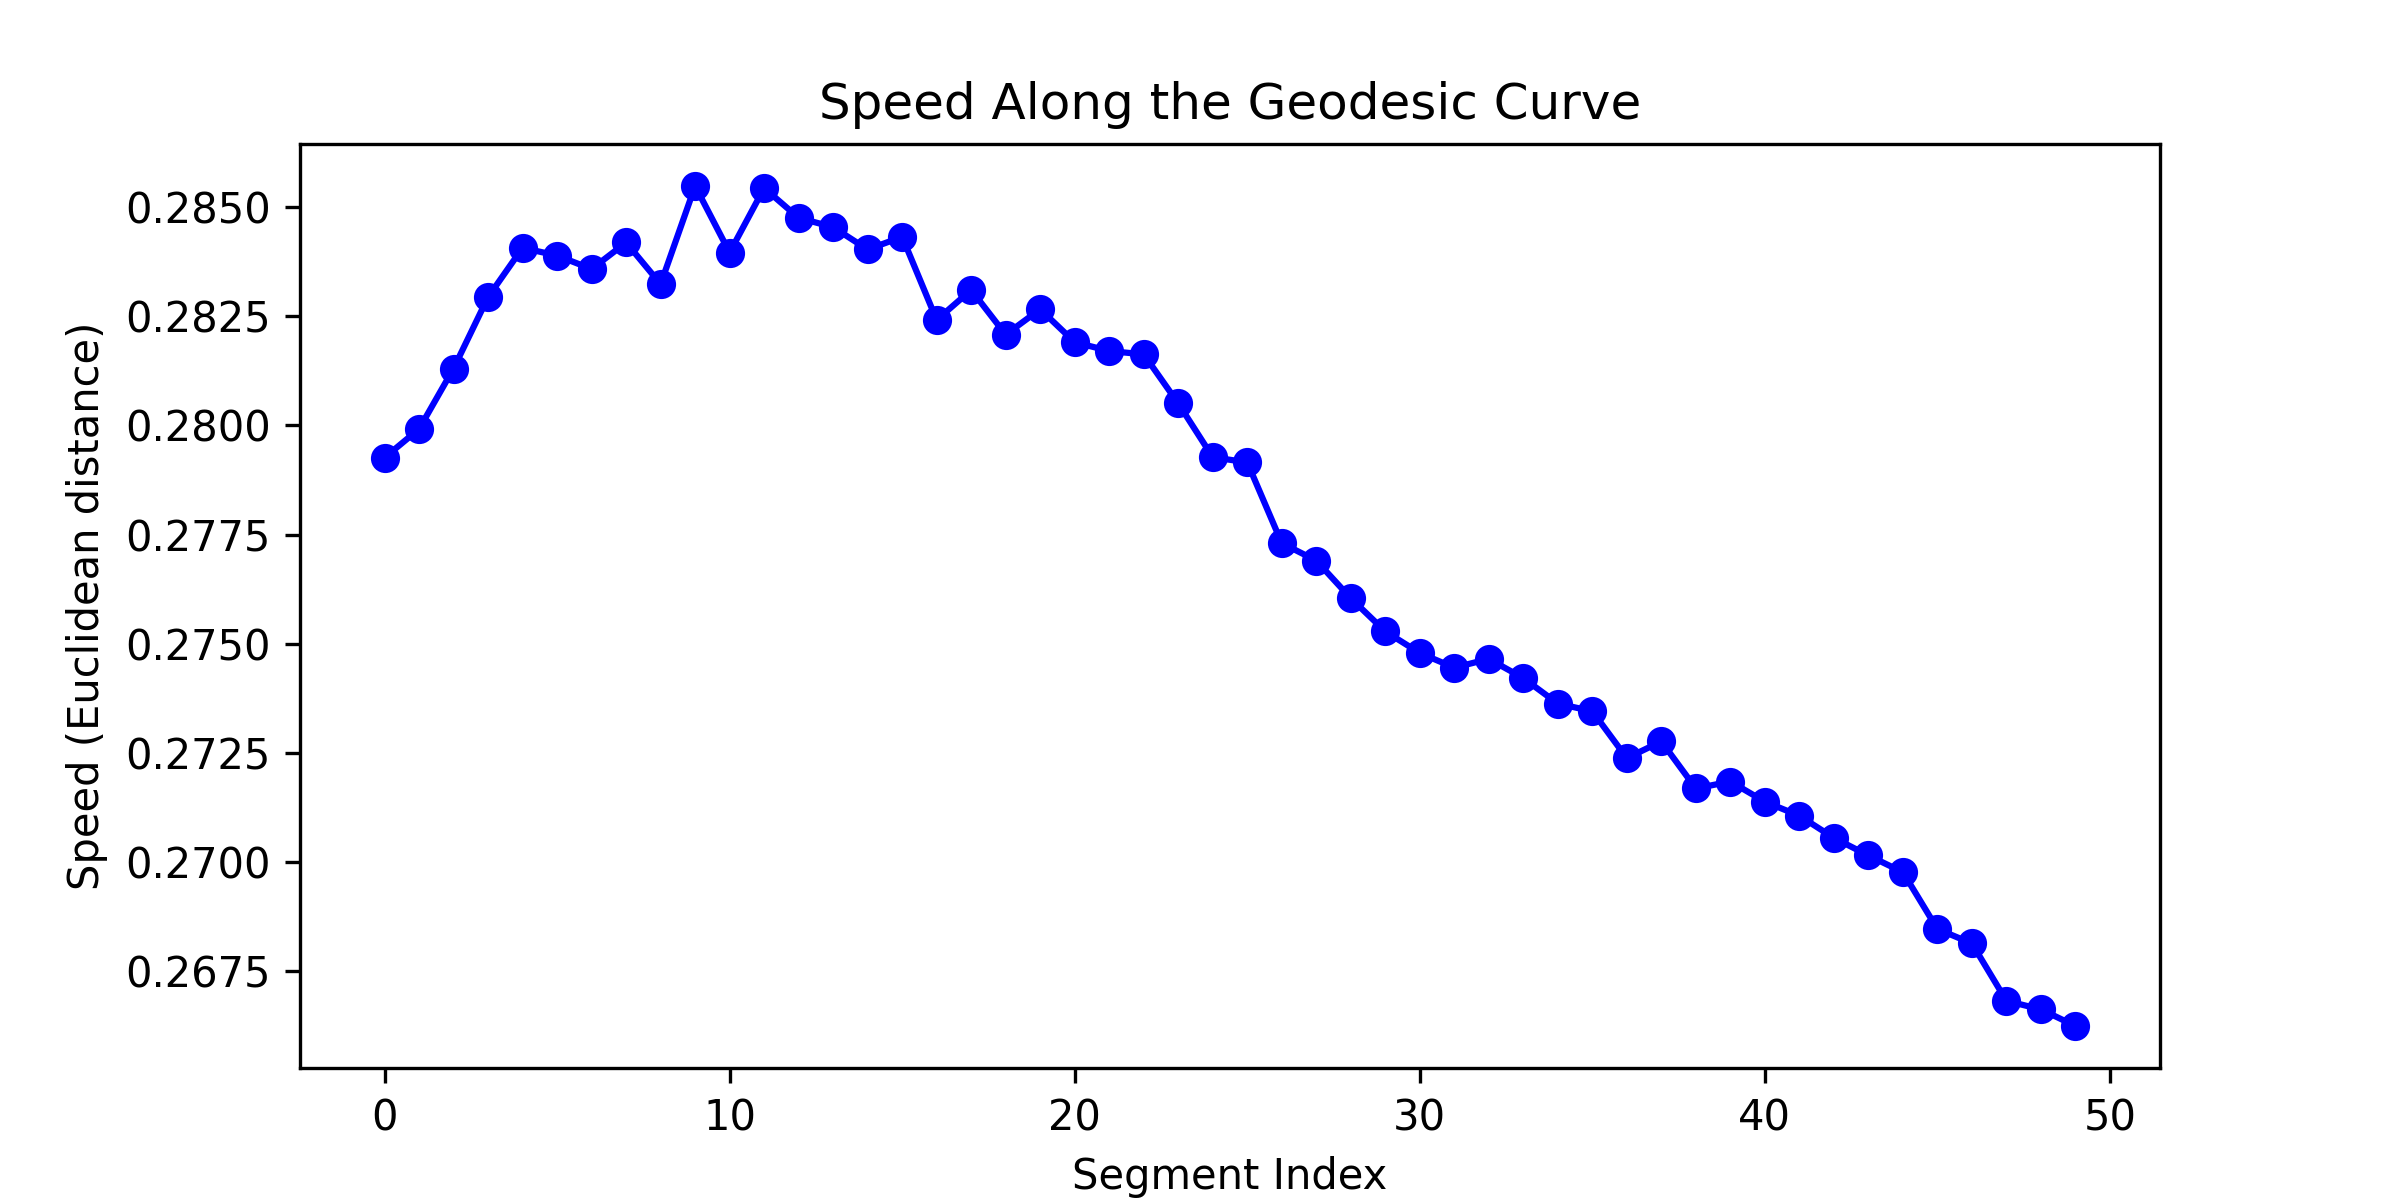 Speed Along the Geodesic Curve
Speed (Euclidean distance)
0.2850
0.2825
0.2800
0.2775
0.2750
0.2725
0.2700
0.2675
0 10 20 30 40 50
Segment Index